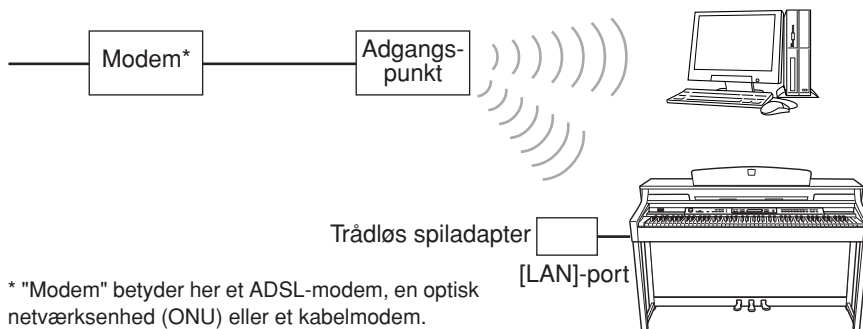 Modem*
Adgangs-
punkt
Trådløs spiladapter
[LAN]-port
* "Modem" betyder her et ADSL-modem, en optisk
netværksenhed (ONU) eller et kabelmodem.